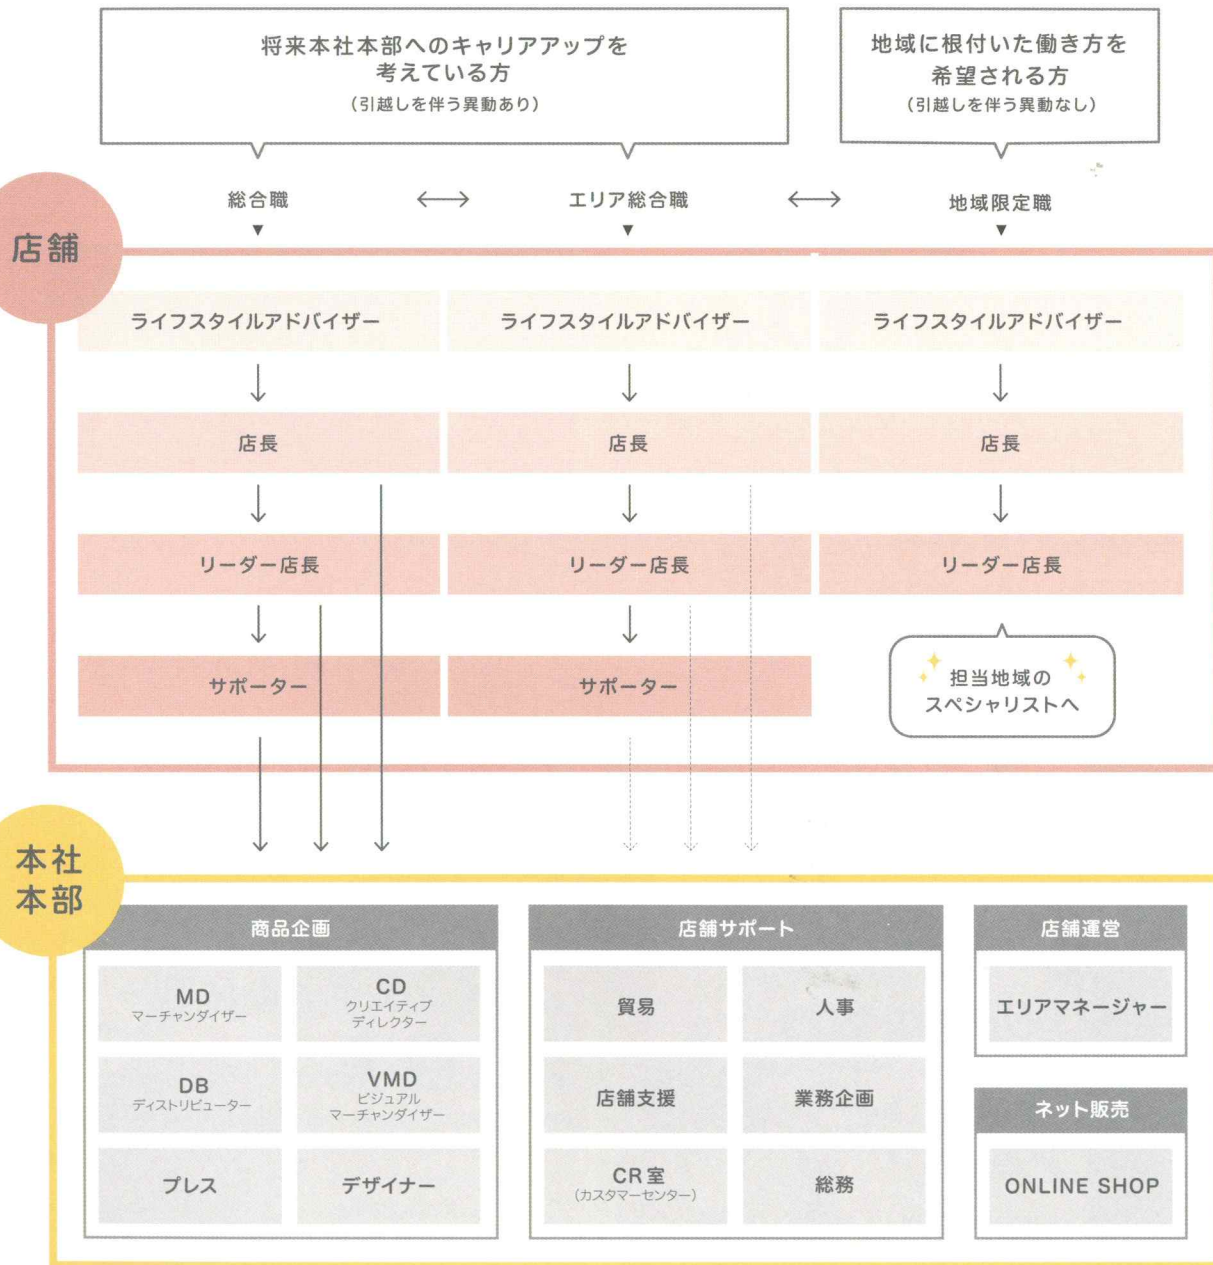 将来本社本部へのキャリアアップを
考えている方
(引越しを伴う異動あり)
地域に根付いた働き方を
希望される方
(引越しを伴う異動なし)
総合職
エリア総合職
地域限定職
店舗
ライフスタイルアドバイザー
ライフスタイルアドバイザー
ライフスタイルアドバイザー
店長
店長
店長
リーダー店長
リーダー店長
リーダー店長
サポーター
サポーター
担当地域の
スペシャリストへ
本社
本部
商品企画
MD
マーチャンダイザー
CD
クリエイティブ
ディレクター
DB
ディストリビューター
VMD
ビジュアル
マーチャンダイザー
プレス
デザイナー
店舗サポート
貿易
人事
店舗支援
業務企画
CR室
(カスタマーセンター)
総務
店舗運営
エリアマネージャー
ネット販売
ONLINE SHOP